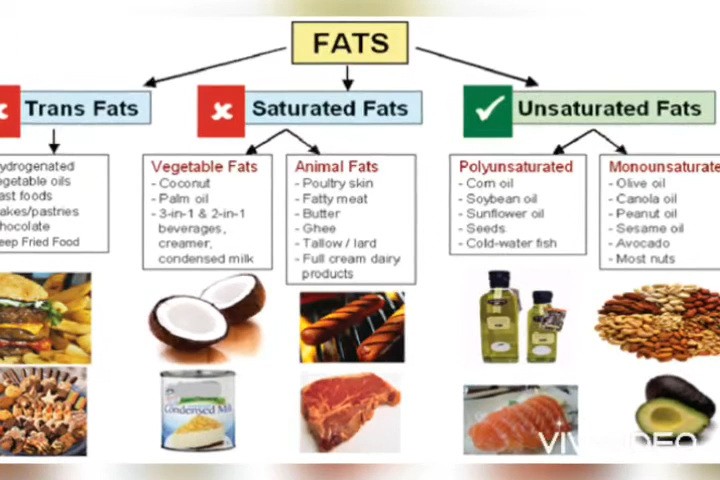 FATS
Trans Fats
Saturated Fats
Unsaturated Fats
ydrogenated
egetable oils
ast foods
akes/pastries
hocolate
eep Fried Food
Vegetable Fats
- Coconut
- Palm oil
- 3-in-1 & 2-in-1
beverages,
creamer,
condensed milk
Animal Fats
- Poultry skin
- Fatty meat
- Butter
- Ghee
- Tallow / lard
- Full cream dairy
products
Polyunsaturated
- Corn oil
- Soybean oil
- Sunflower oil
- Seeds
- Cold-water fish
Monounsaturate
- Olive oil
- Canola oil
- Peanut oil
- Sesame oil
- Avocado
- Most nuts
Condensed Milk